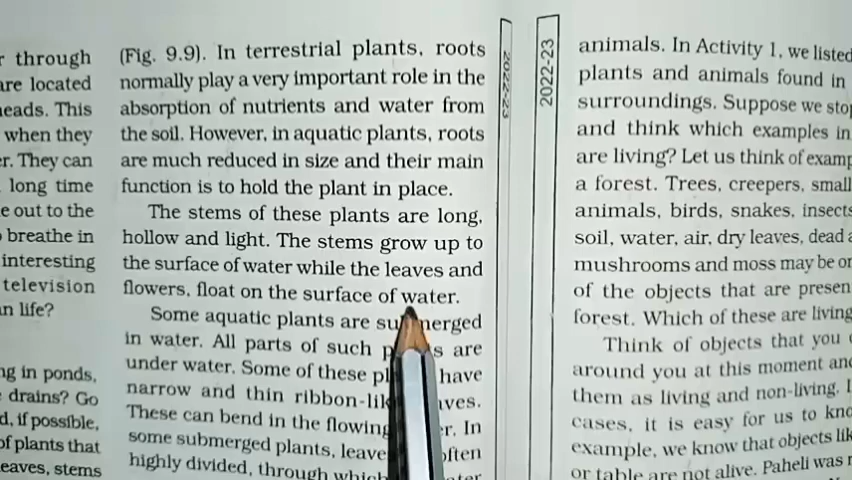 r through
are located
eads. This
when they
r. They can
long time
e out to the
breathe in
interesting
television
n life?
ng in ponds,
drains? Go
d, if possible,
of plants that
eaves, stems
(Fig. 9.9). In terrestrial plants, roots
normally play a very important role in the
absorption of nutrients and water from
the soil. However, in aquatic plants, roots
are much reduced in size and their main
function is to hold the plant in place.
The stems of these plants are long,
hollow and light. The stems grow up to
the surface of water while the leaves and
flowers, float on the surface of water.
Some aquatic plants are su merged
in water. All parts of such p s are
under water. Some of these pl have
narrow and thin ribbon-lik ves.
These can bend in the flowing r. In
some submerged plants, leave ften
highly divided, through which ter
2022-23
2022-23
animals. In Activity 1, we listed
plants and animals found in
surroundings. Suppose we stop
and think which examples in
are living? Let us think of examp
a forest. Trees, creepers, small
animals, birds, snakes, insects
soil, water, air, dry leaves, dead a
mushrooms and moss may be on
of the objects that are presen
forest. Which of these are living
Think of objects that you
around you at this moment and
them as living and non-living. I
cases, it is easy for us to kno
example, we know that objects lik
or table are not alive. Paheli was r